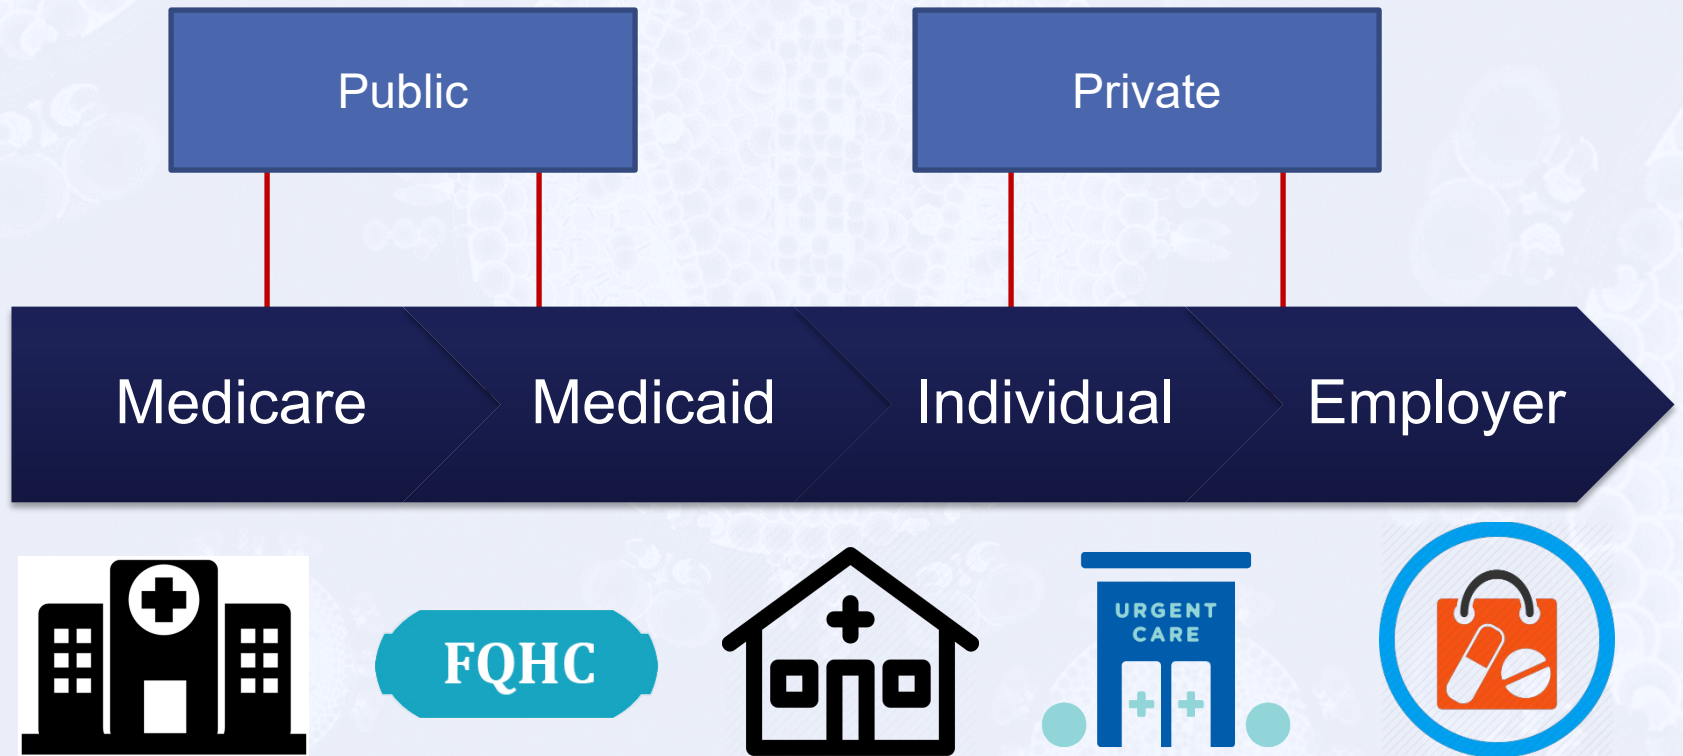 Public
Private
Medicare
Medicaid
Individual
Employer
FQHC
URGENT
CARE